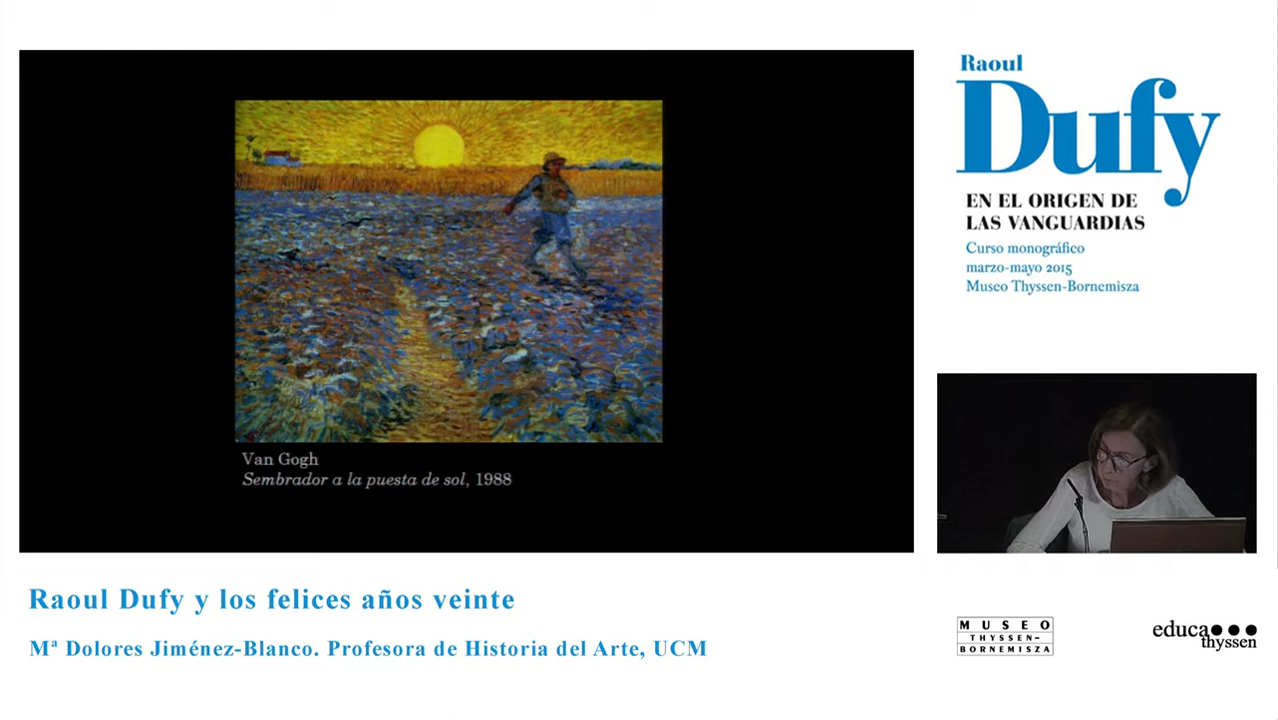 Van Gogh
Sembrador a la puesta de sol, 1988
Raoul
Dufy
EN EL ORIGEN DE
LAS VANGUARDIAS
Curso monográfico
marzo-mayo 2015
Museo Thyssen-Bornemisza
Raoul Dufy y los felices años veinte
Mª Dolores Jiménez-Blanco. Profesora de Historia del Arte, UCM
MUSEO
THYSSEN-
BORNEMISZA
educa
thyssen